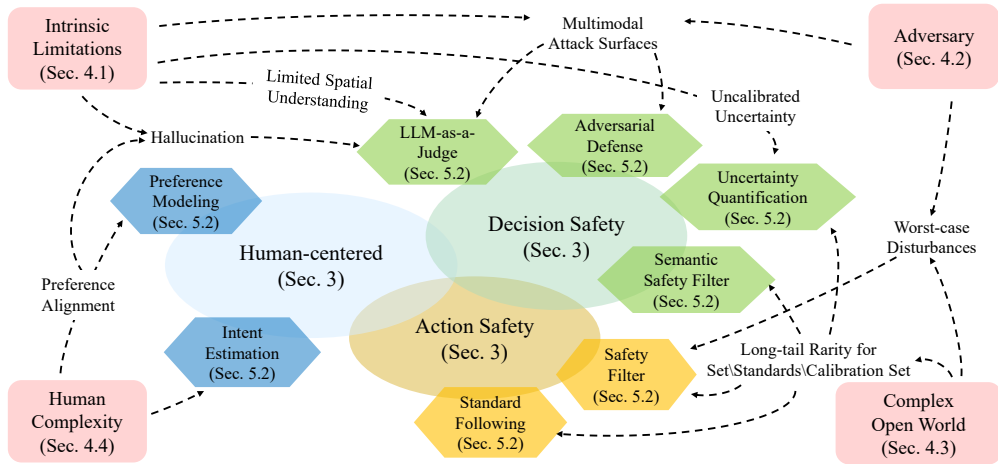 Intrinsic
Limitations
(Sec. 4.1)
Multimodal
Attack Surfaces
Adversary
(Sec. 4.2)
Limited Spatial
Understanding
Uncalibrated
Uncertainty
Hallucination
LLM-as-a-
Judge
(Sec. 5.2)
Adversarial
Defense
(Sec. 5.2)
Preference
Modeling
(Sec. 5.2)
Uncertainty
Quantification
(Sec. 5.2)
Human-centered
(Sec. 3)
Decision Safety
(Sec. 3)
Worst-case
Disturbances
Semantic
Safety Filter
(Sec. 5.2)
Preference
Alignment
Action Safety
(Sec. 3)
Intent
Estimation
(Sec. 5.2)
Safety
Filter
(Sec. 5.2)
Long-tail Rarity for
Set\Standards\Calibration Set
Human
Complexity
(Sec. 4.4)
Standard
Following
(Sec. 5.2)
Complex
Open World
(Sec. 4.3)